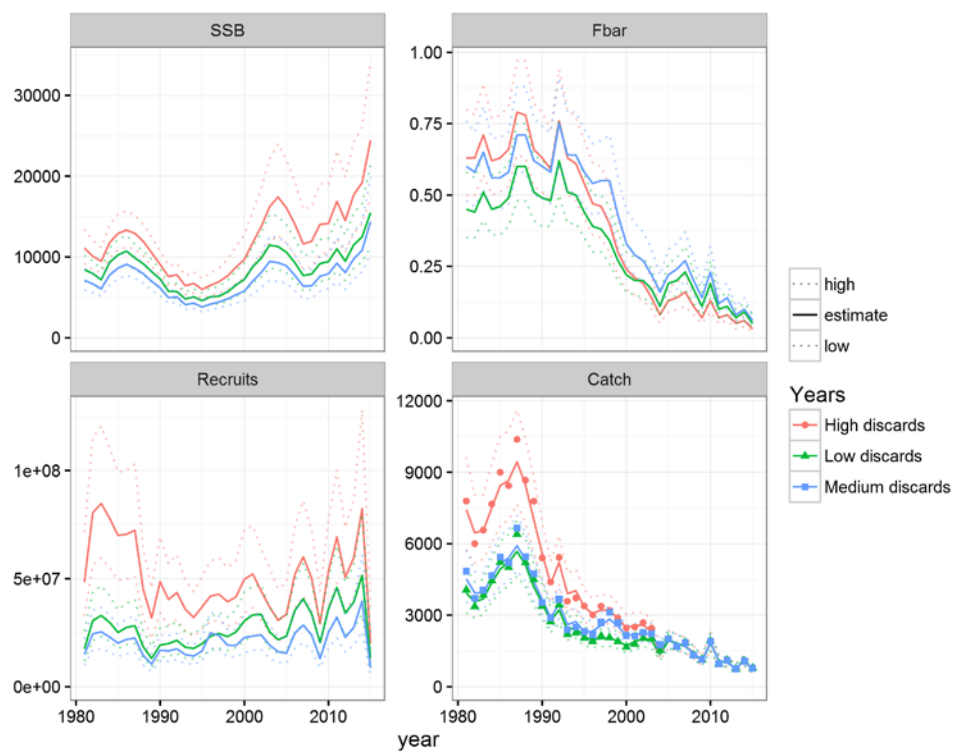 SSB
Fbar
30000
20000
10000
0
1.00
0.75
0.50
0.25
0.00
Recruits
Catch
1e+08
5e+07
0e+00
12000
9000
6000
3000
0
1980 1990 2000 2010
1980 1990 2000 2010
year
high
estimate
low
Years
High discards
Low discards
Medium discards